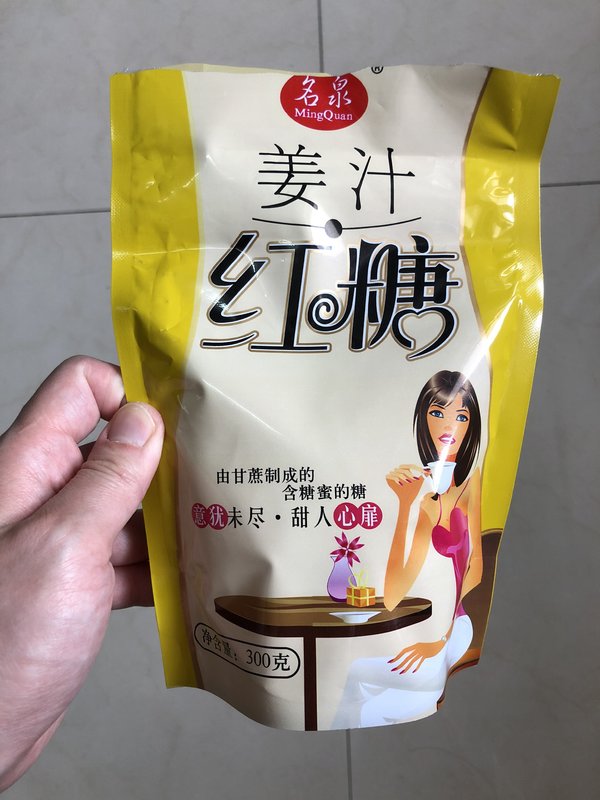 ®
名泉
MingQuan
姜汁
红糖
由甘蔗制成的
含糖蜜的糖
意犹未尽·甜人心扉
净含量：300克